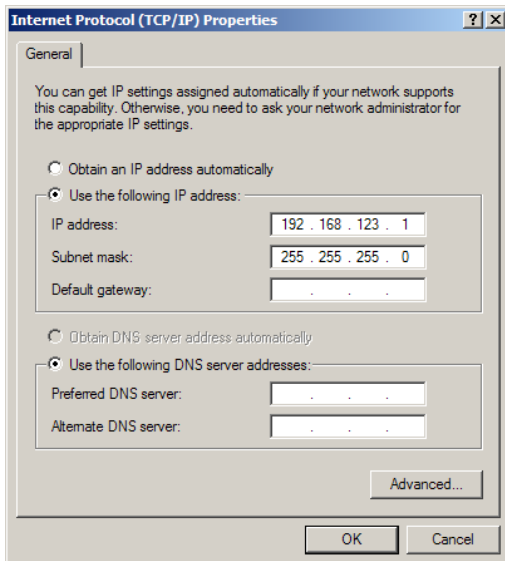 Internet Protocol (TCP/IP) Properties
General
You can get IP settings assigned automatically if your network supports
this capability. Otherwise, you need to ask your network administrator for
the appropriate IP settings.
Obtain an IP address automatically
Use the following IP address:
IP address: 192 . 168 . 123 . 1
Subnet mask: 255 . 255 . 255 . 0
Default gateway: . . .
Obtain DNS server address automatically
Use the following DNS server addresses:
Preferred DNS server: . . .
Alternate DNS server: . . .
Advanced...
OK Cancel